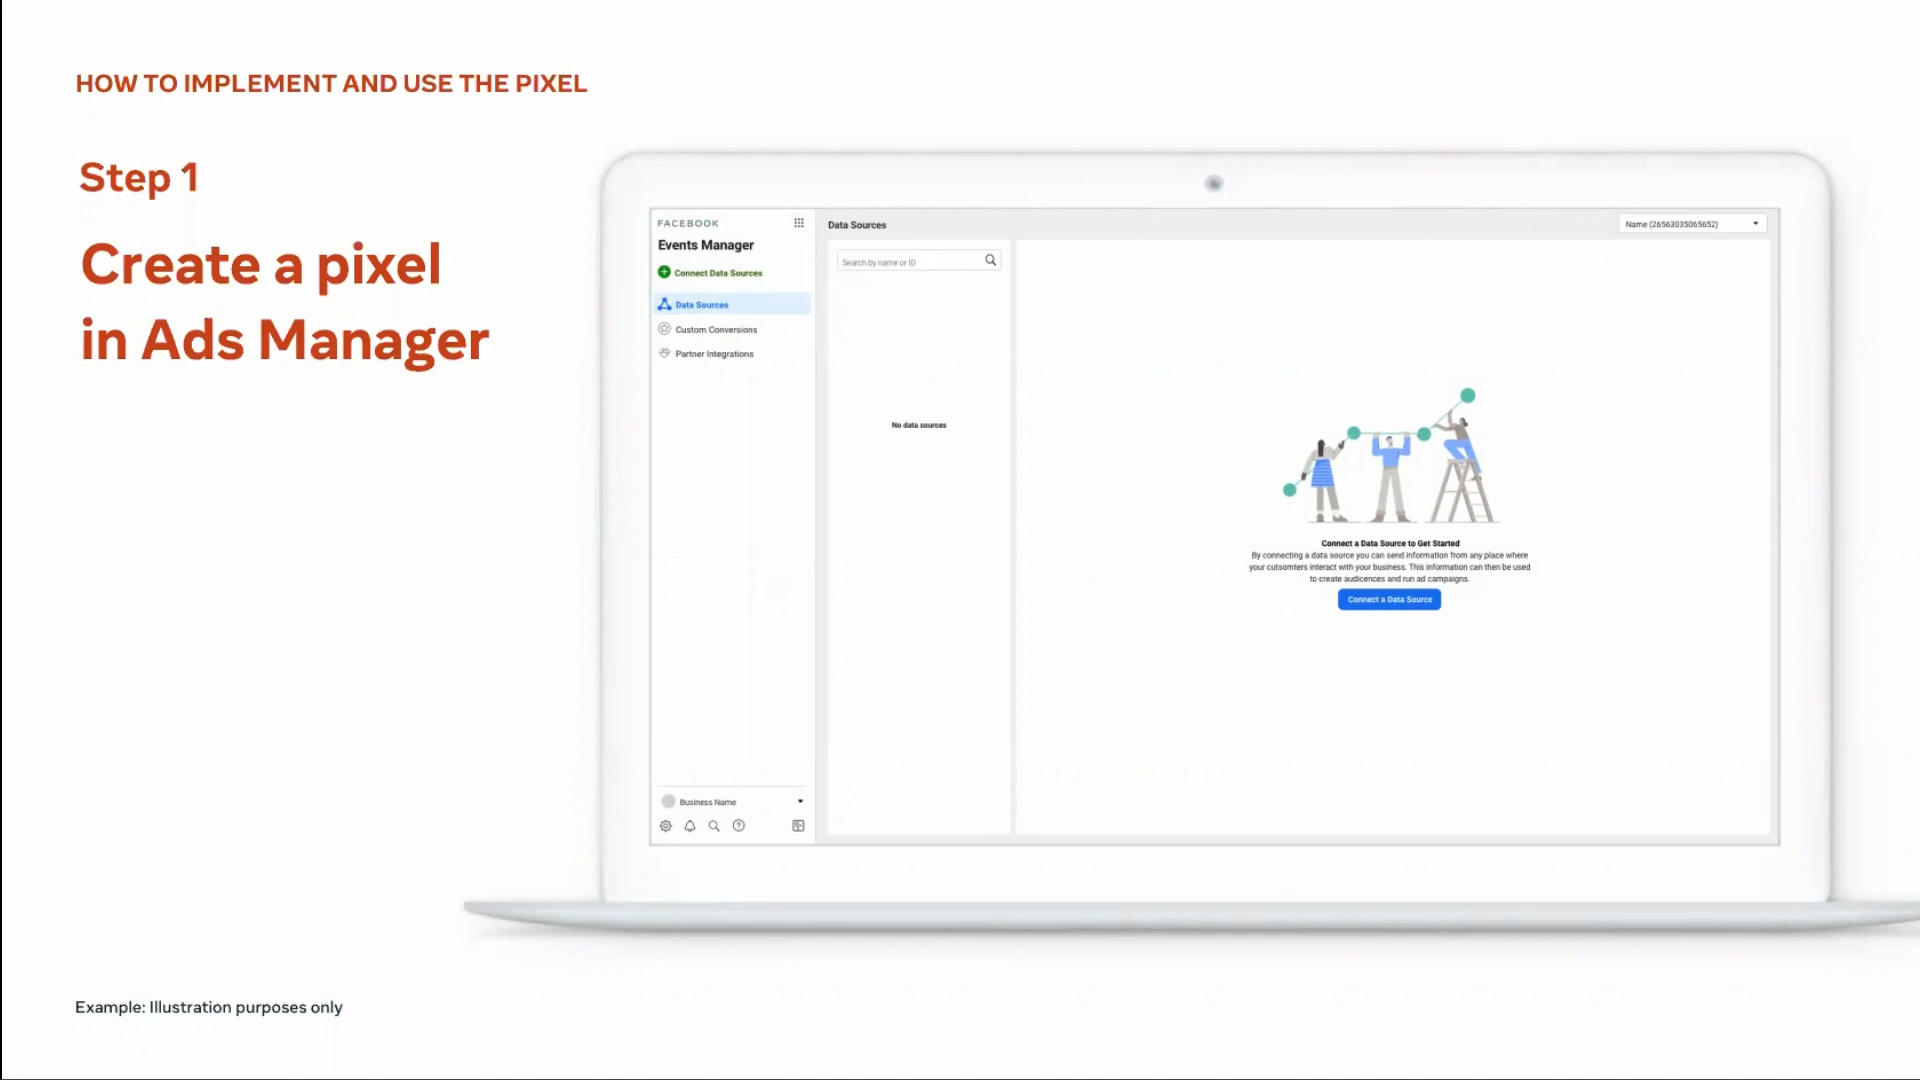 HOW TO IMPLEMENT AND USE THE PIXEL
Step 1
Create a pixel
in Ads Manager
FACEBOOK
Events Manager
Connect Data Sources
Data Sources
Custom Conversions
Partner Integrations
Business Name
Data Sources
Name (26563035065652)
Search by name or ID
No data sources
Connect a Data Source to Get Started
By connecting a data source you can send information from any place where
your cutsomters interact with your business. This information can then be used
to create audicences and run ad campaigns.
Connect a Data Source
Example: Illustration purposes only